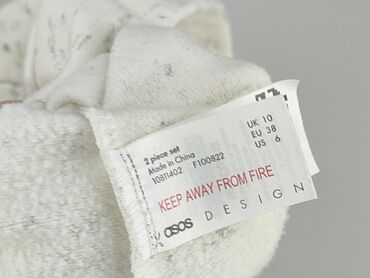 2 piece set
Made in China
1081402 F100822
UK 10
EU 38
US 6
KEEP AWAY FROM FIRE
asos DESIGN